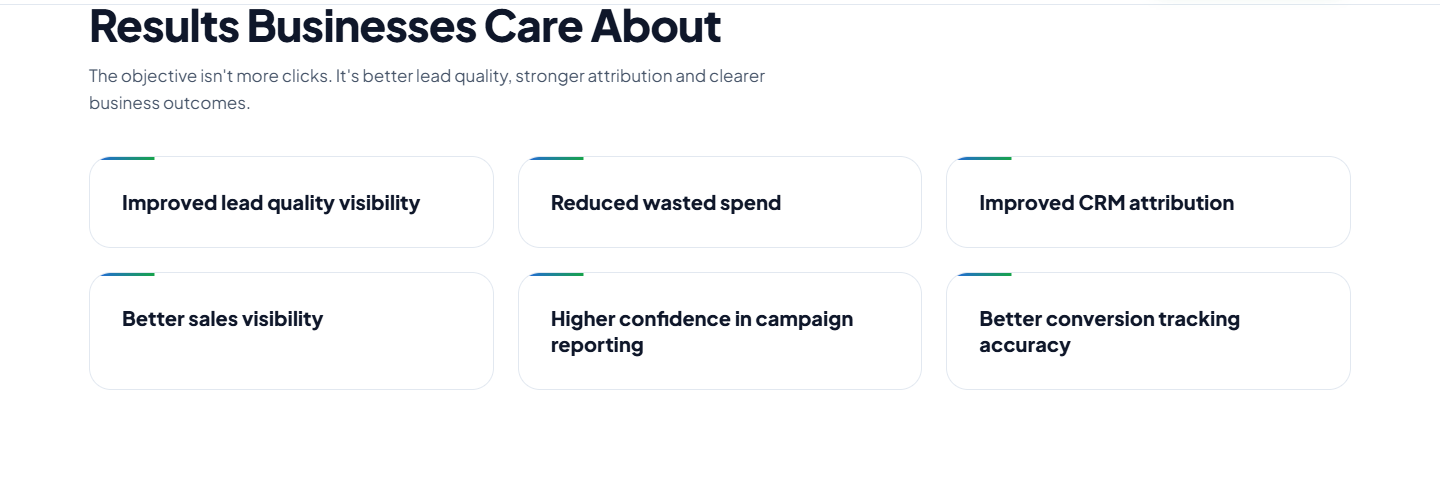 Results Businesses Care About
The objective isn't more clicks. It's better lead quality, stronger attribution and clearer
business outcomes.
Improved lead quality visibility
Reduced wasted spend
Improved CRM attribution
Better sales visibility
Higher confidence in campaign
reporting
Better conversion tracking
accuracy